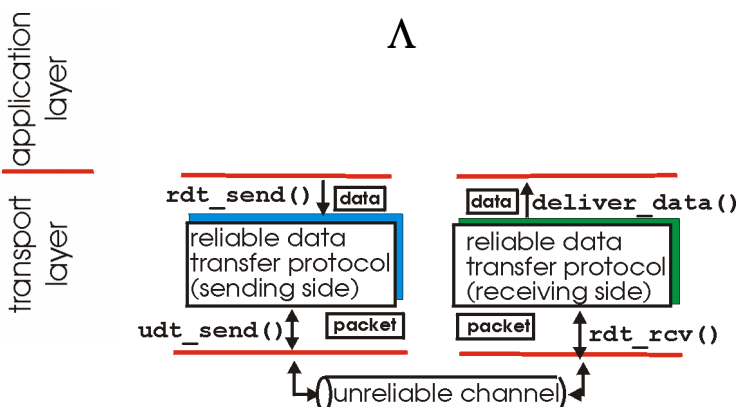 Λ
application
layer
transport
layer
rdt_send()
data
reliable data
transfer protocol
(sending side)
udt_send()
packet
data
deliver_data()
reliable data
transfer protocol
(receiving side)
packet
rdt_rcv()
unreliable channel